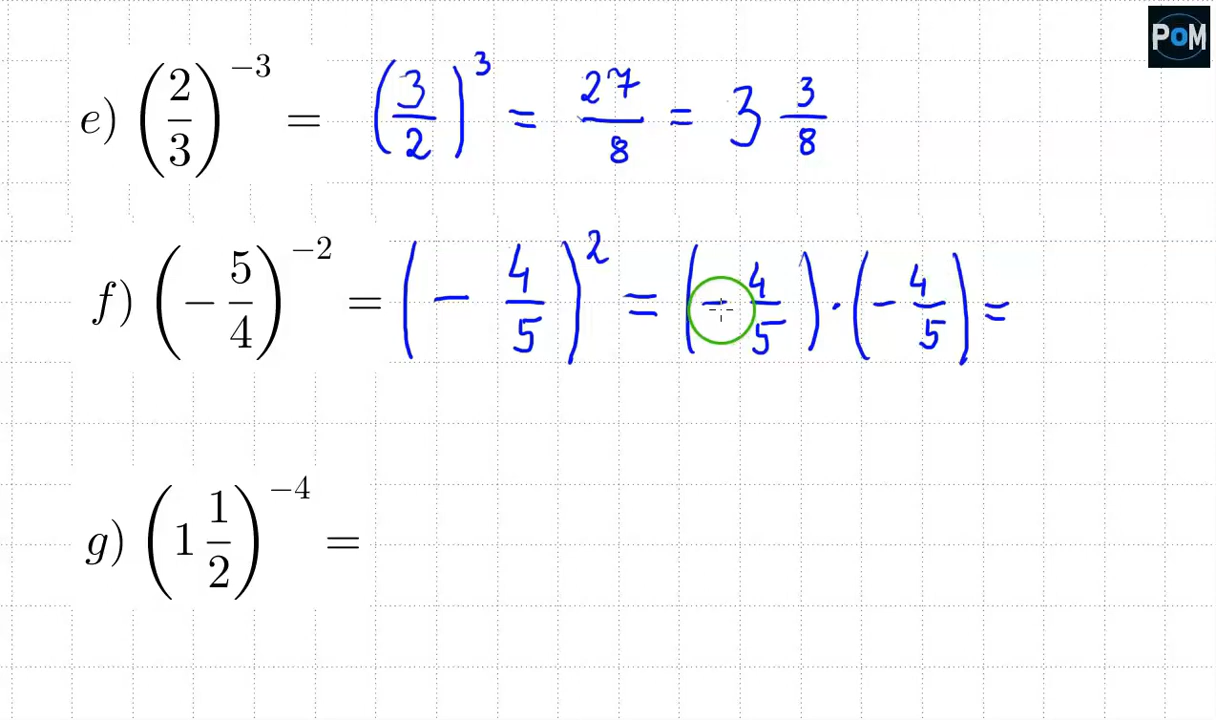 PoM
e) (2/3)^−3 = (3/2)^3 = 27/8 = 3 3/8
f) (−5/4)^−2 = (−4/5)^2 = (−4/5)·(−4/5) =
g) (1 1/2)^−4 =